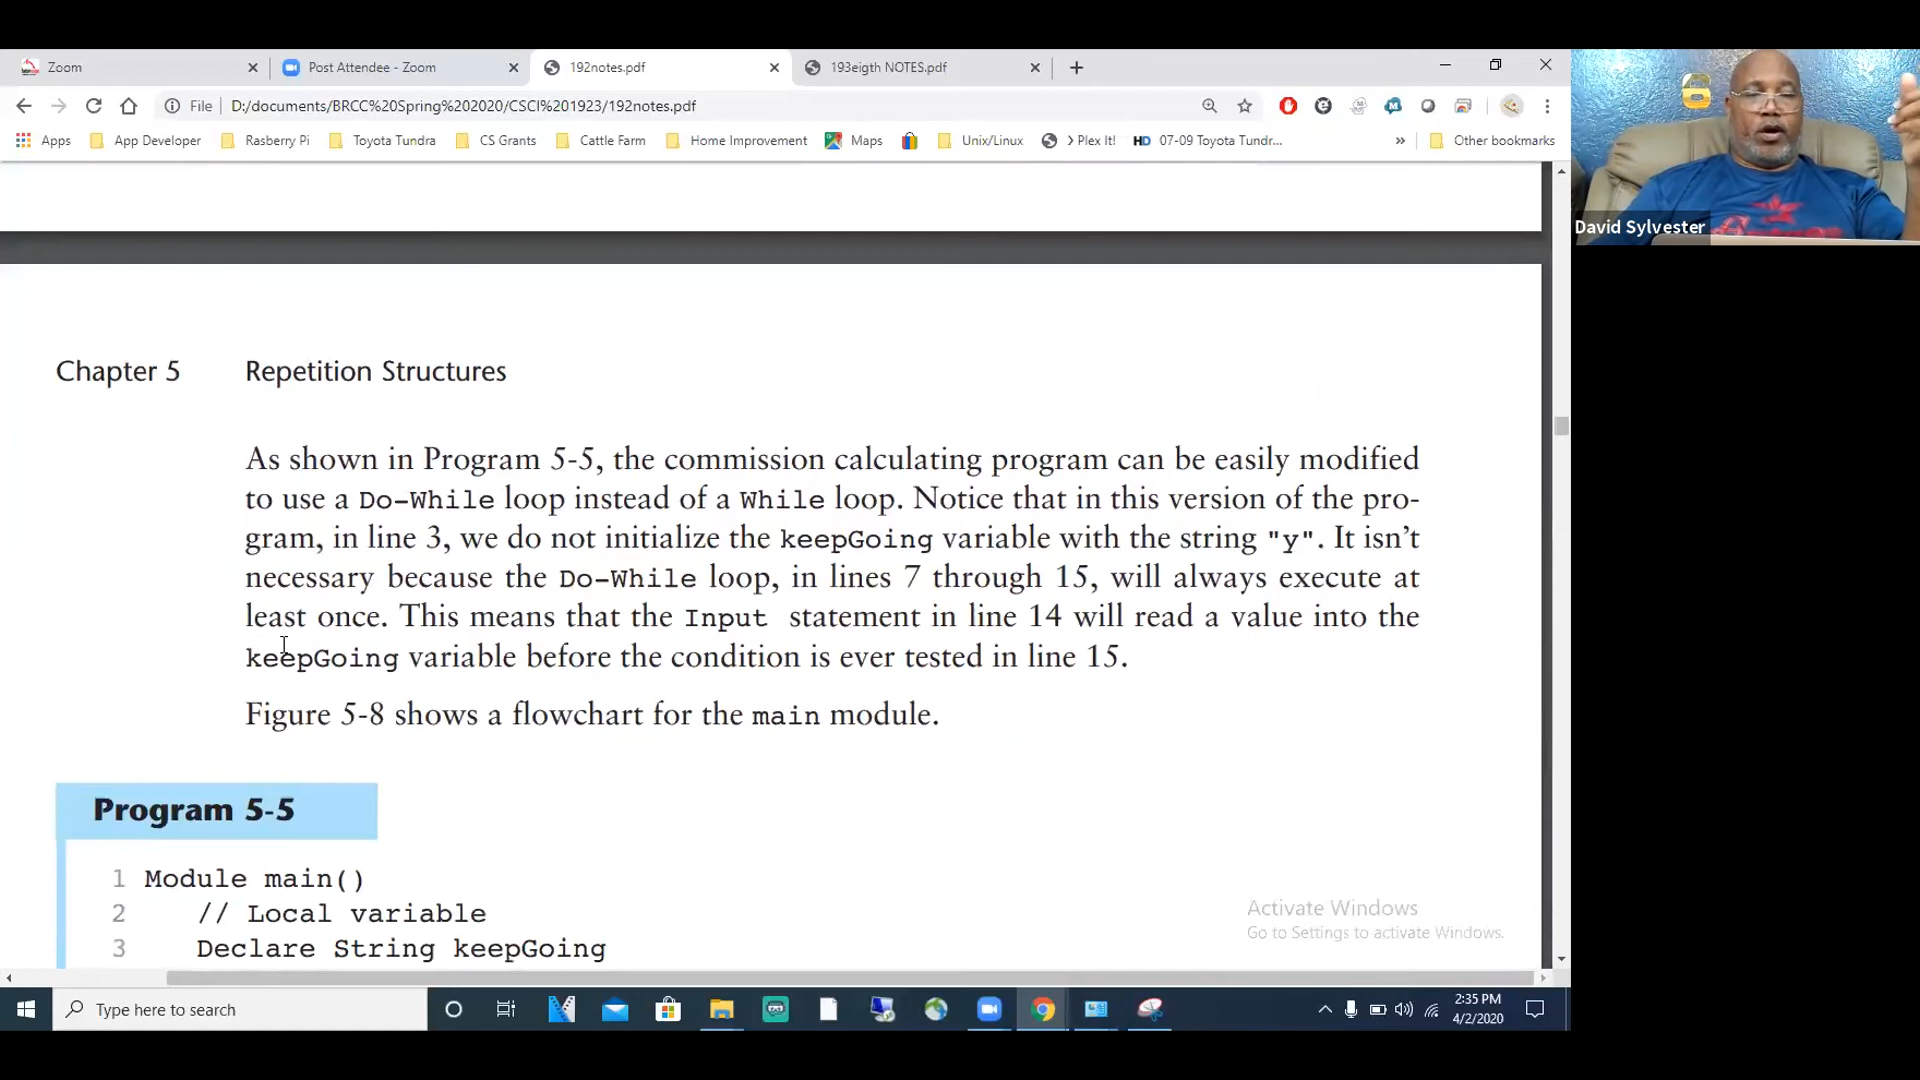 Zoom
Post Attendee - Zoom
192notes.pdf
193eigth NOTES.pdf
File
D:/documents/BRCC%20Spring%202020/CSCI%201923/192notes.pdf
Apps
App Developer
Rasberry Pi
Toyota Tundra
CS Grants
Cattle Farm
Home Improvement
Maps
Unix/Linux
Plex It!
HD 07-09 Toyota Tundr...
»
Other bookmarks
David Sylvester
Chapter 5 Repetition Structures
As shown in Program 5-5, the commission calculating program can be easily modified
to use a Do-While loop instead of a While loop. Notice that in this version of the pro-
gram, in line 3, we do not initialize the keepGoing variable with the string "y". It isn't
necessary because the Do-While loop, in lines 7 through 15, will always execute at
least once. This means that the Input statement in line 14 will read a value into the
keepGoing variable before the condition is ever tested in line 15.
Figure 5-8 shows a flowchart for the main module.
Program 5-5
1 Module main()
2 // Local variable
3 Declare String keepGoing
Activate Windows
Go to Settings to activate Windows.
Type here to search
2:35 PM
4/2/2020